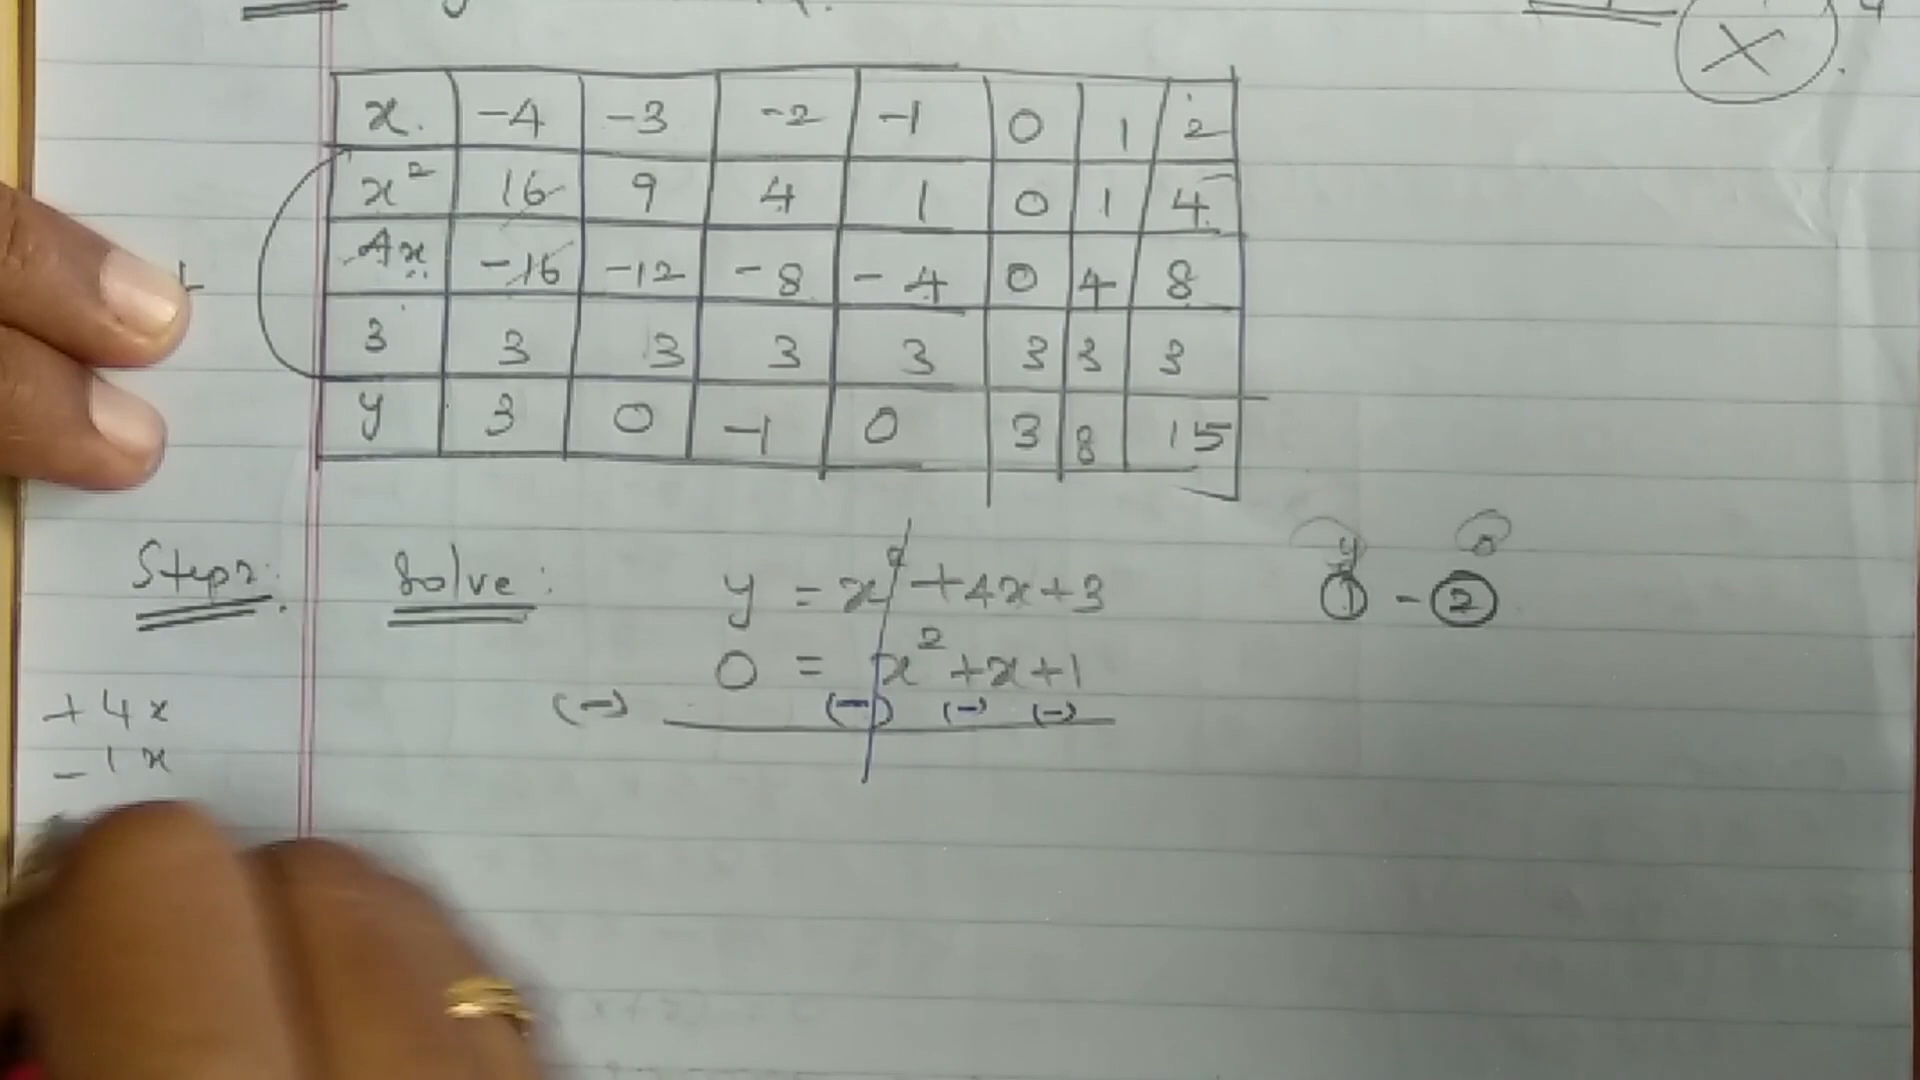 x. -4 -3 -2 -1 0 1 2
x² 16 9 4 1 0 1 4
4x -16 -12 -8 -4 0 4 8
3 3 3 3 3 3 3 3
y 3 0 -1 0 3 8 15
Step2: Solve: y = x² + 4x + 3 ① - ②
0 = x² + x + 1
(-) (-) (-) (-)
+4x
-1x